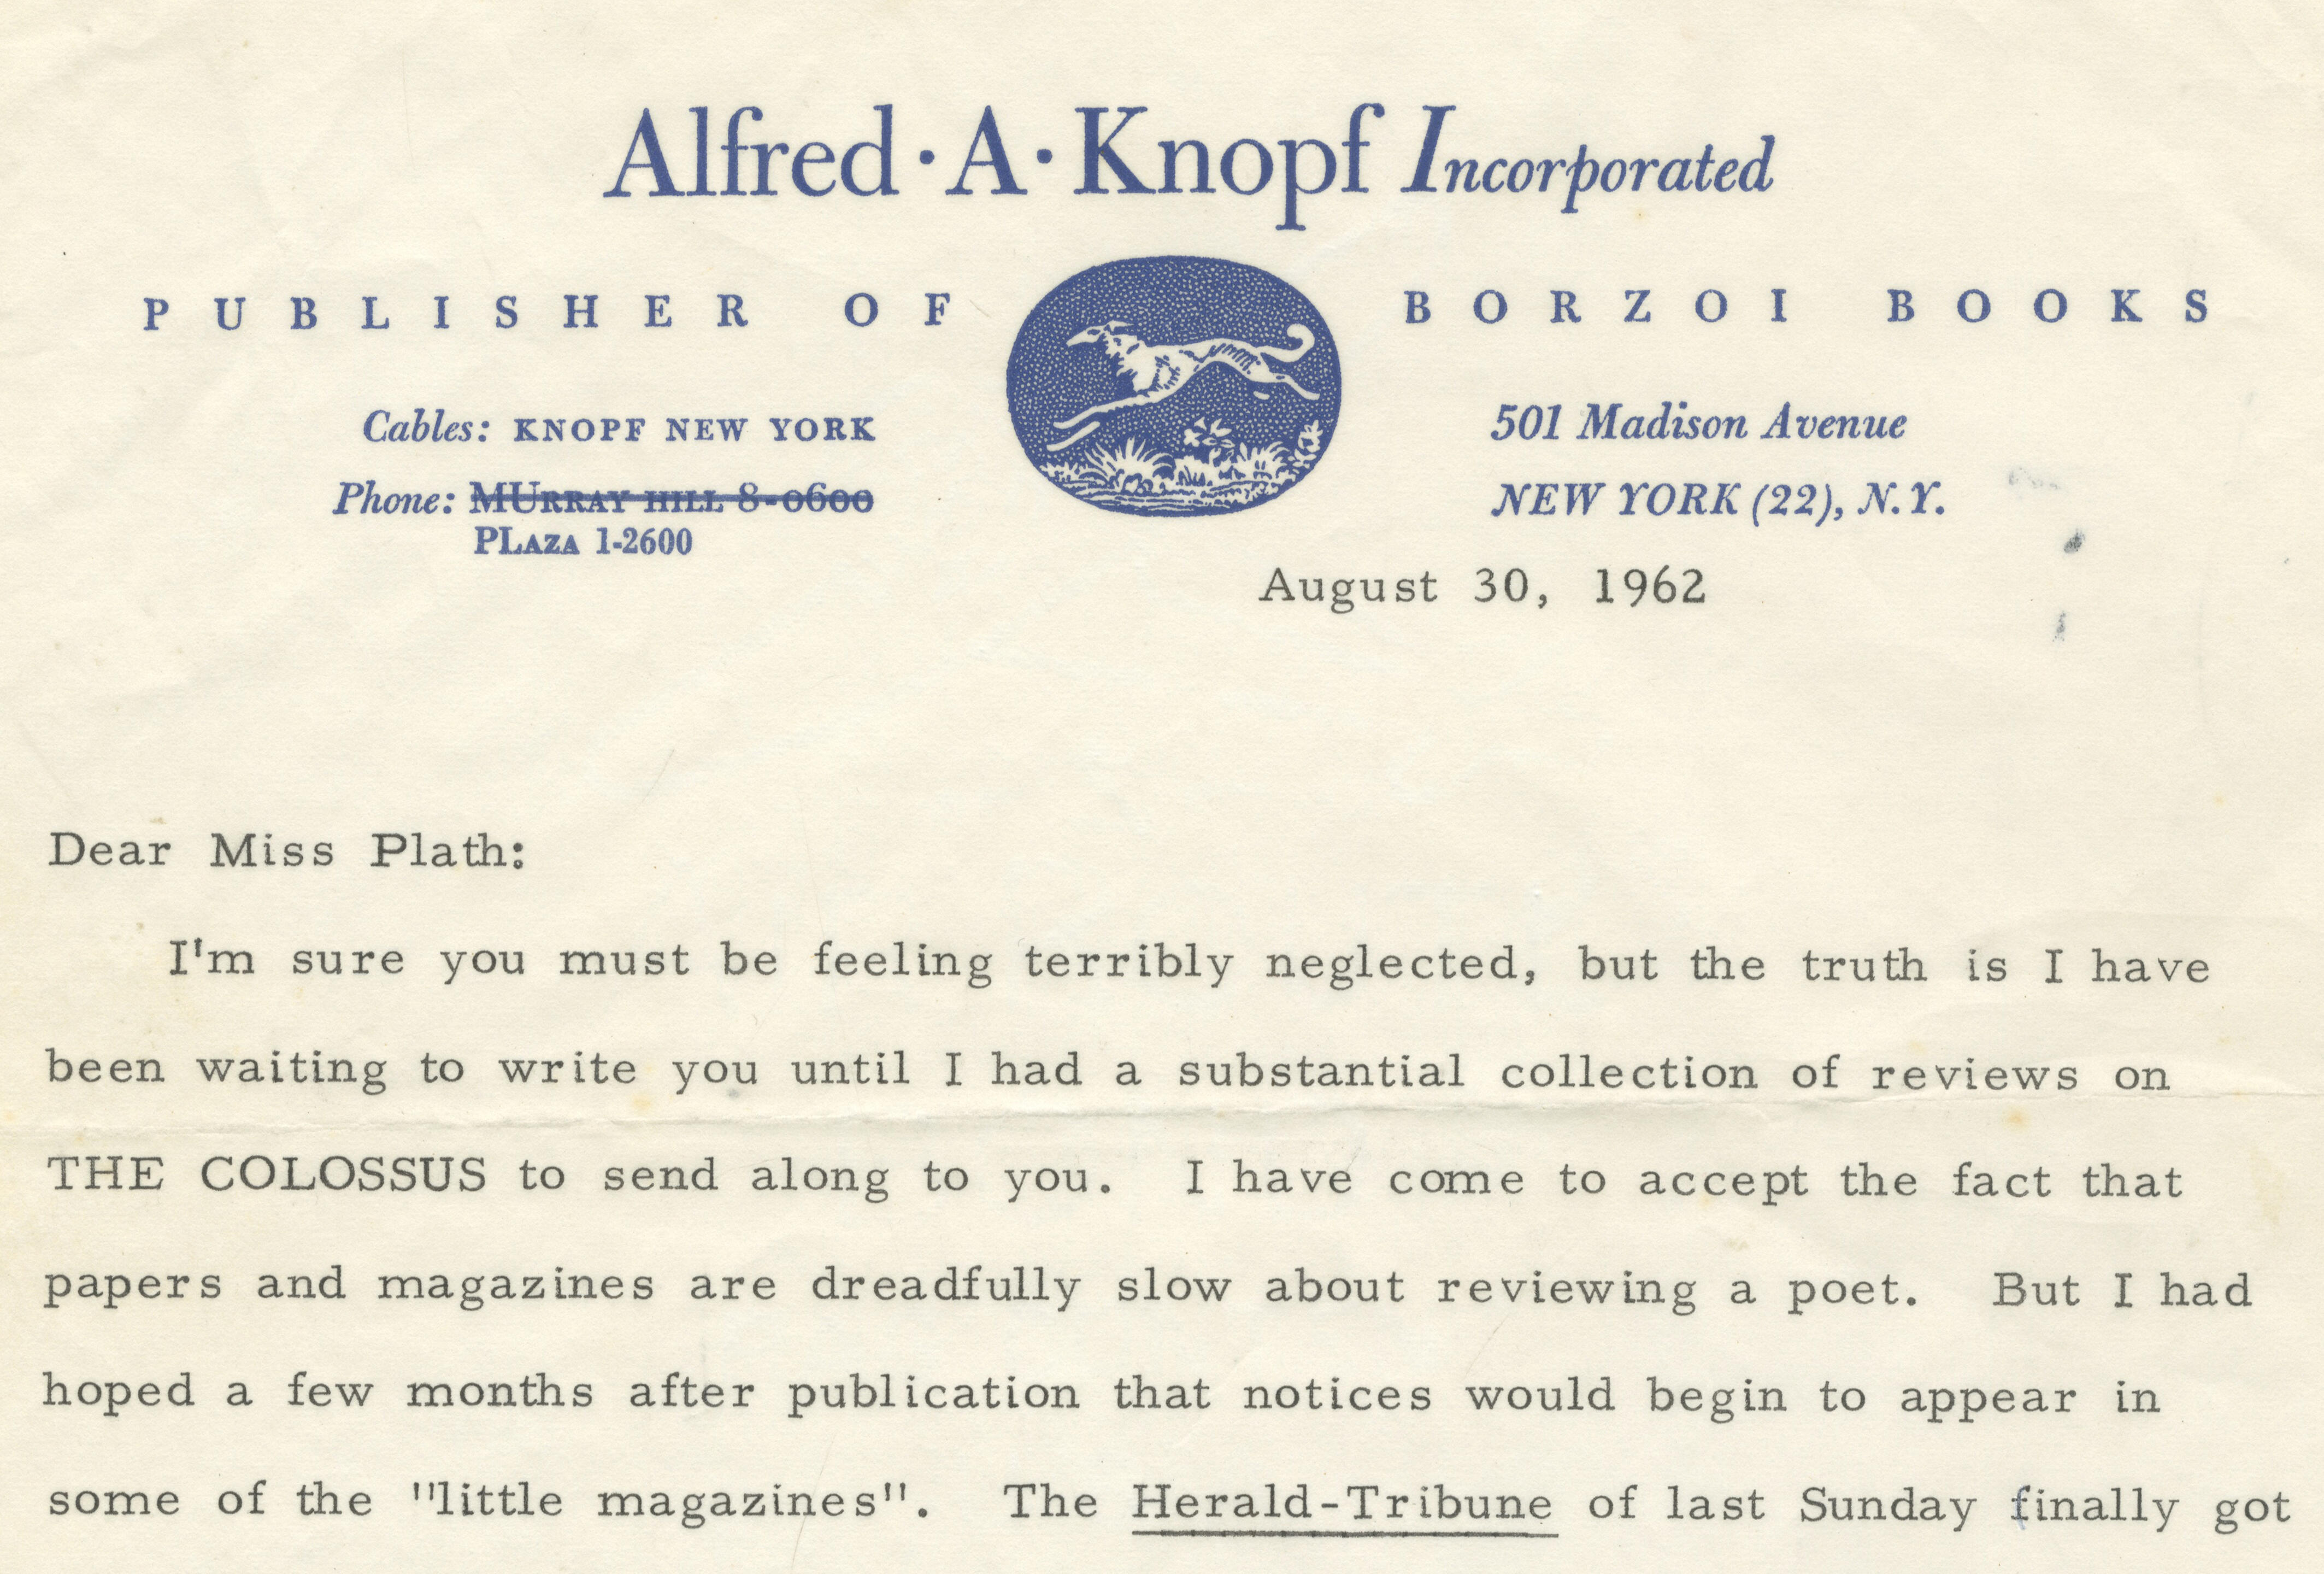 Alfred · A · Knopf Incorporated
PUBLISHER OF BORZOI BOOKS
Cables: KNOPF NEW YORK
Phone: MURRAY HILL 8-0600
PLAZA 1-2600
501 Madison Avenue
NEW YORK (22), N.Y.
August 30, 1962
Dear Miss Plath:
I'm sure you must be feeling terribly neglected, but the truth is I have
been waiting to write you until I had a substantial collection of reviews on
THE COLOSSUS to send along to you. I have come to accept the fact that
papers and magazines are dreadfully slow about reviewing a poet. But I had
hoped a few months after publication that notices would begin to appear in
some of the "little magazines". The Herald-Tribune of last Sunday finally got